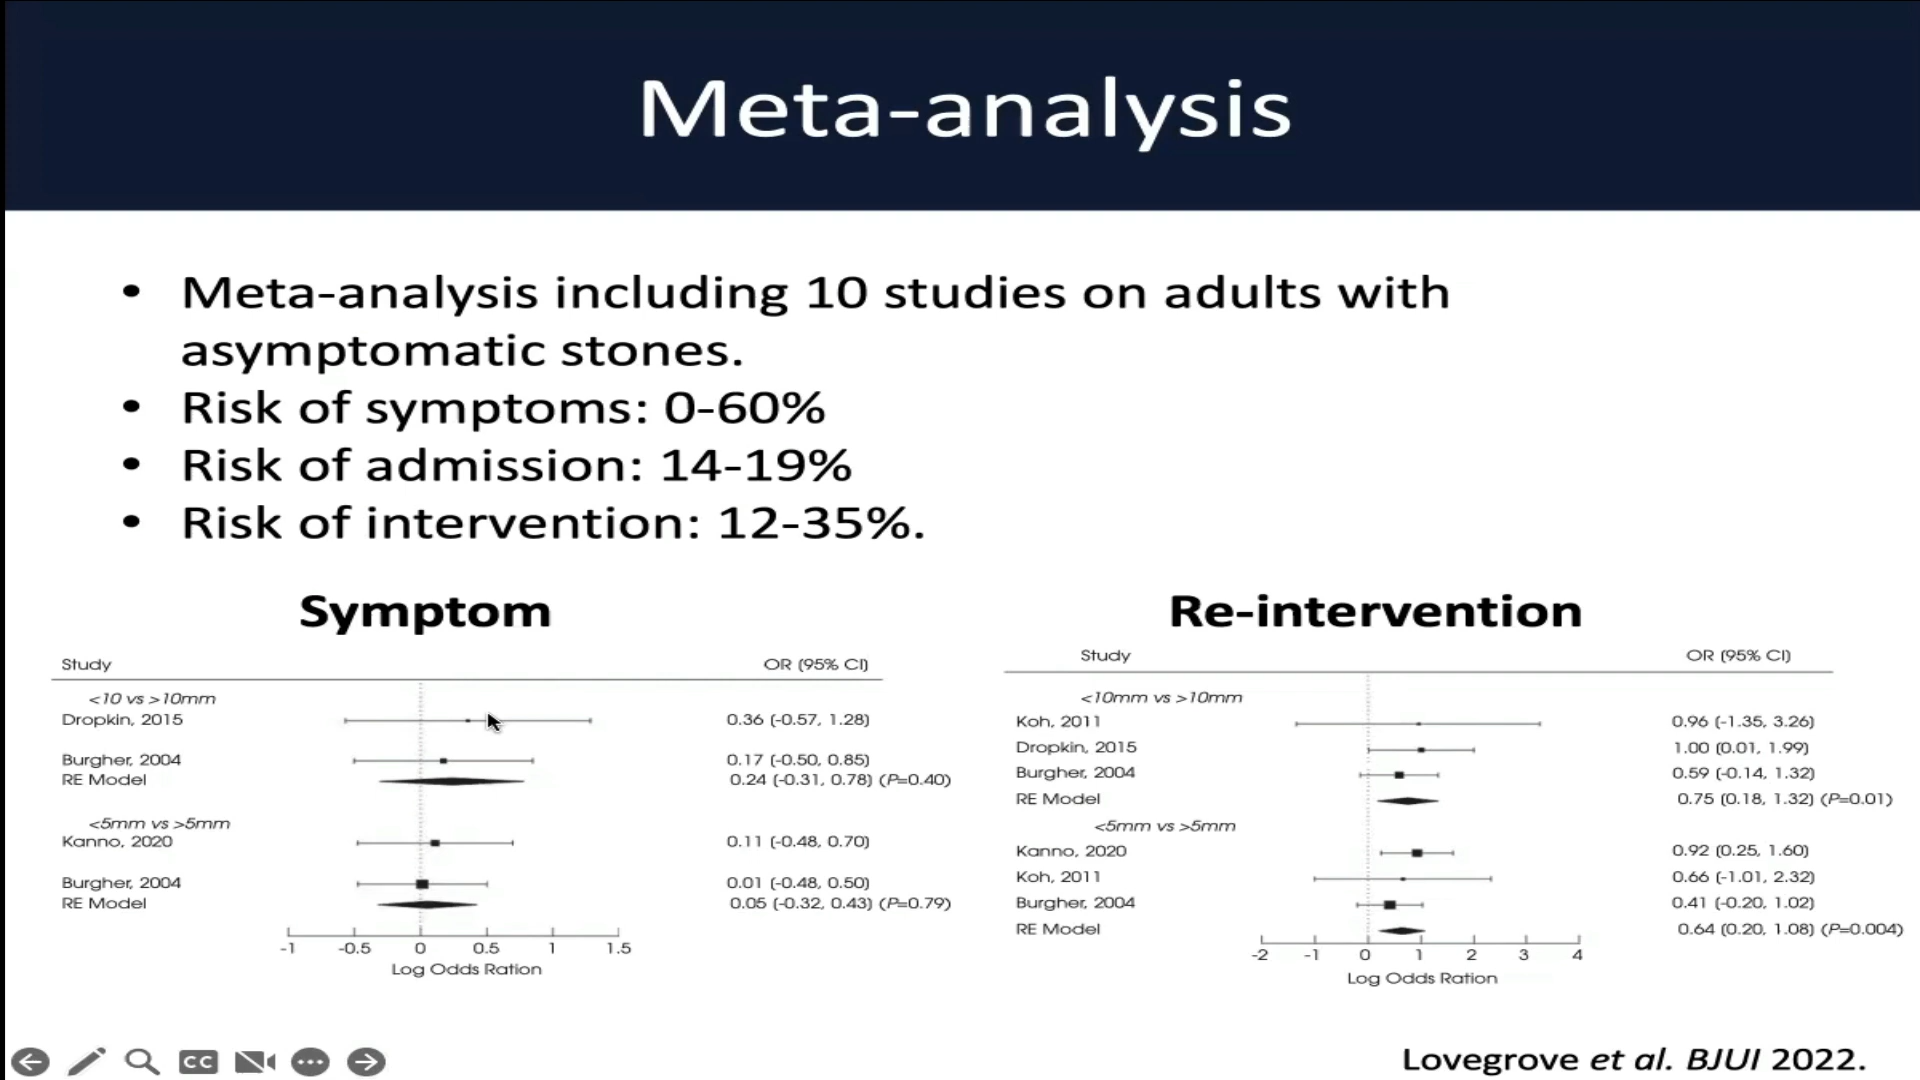 Meta-analysis
• Meta-analysis including 10 studies on adults with
asymptomatic stones.
• Risk of symptoms: 0-60%
• Risk of admission: 14-19%
• Risk of intervention: 12-35%.
Symptom
Study OR (95% CI)
<10 vs >10mm
Dropkin, 2015 0.36 (-0.57, 1.28)
Burgher, 2004 0.17 (-0.50, 0.85)
RE Model 0.24 (-0.31, 0.78) (P=0.40)
<5mm vs >5mm
Kanno, 2020 0.11 (-0.48, 0.70)
Burgher, 2004 0.01 (-0.48, 0.50)
RE Model 0.05 (-0.32, 0.43) (P=0.79)
-1 -0.5 0 0.5 1 1.5
Log Odds Ration
Re-intervention
Study OR (95% CI)
<10mm vs >10mm
Koh, 2011 0.96 (-1.35, 3.26)
Dropkin, 2015 1.00 (0.01, 1.99)
Burgher, 2004 0.59 (-0.14, 1.32)
RE Model 0.75 (0.18, 1.32) (P=0.01)
<5mm vs >5mm
Kanno, 2020 0.92 (0.25, 1.60)
Koh, 2011 0.66 (-1.01, 2.32)
Burgher, 2004 0.41 (-0.20, 1.02)
RE Model 0.64 (0.20, 1.08) (P=0.004)
-2 -1 0 1 2 3 4
Log Odds Ration
CC
Lovegrove et al. BJUI 2022.